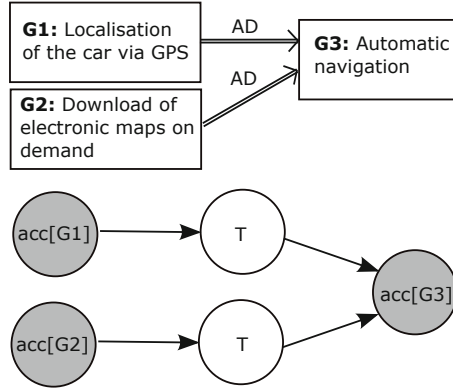 G1: Localisation
of the car via GPS
AD
G3: Automatic
navigation
AD
G2: Download of
electronic maps on
demand
acc[G1]
T
acc[G3]
acc[G2]
T